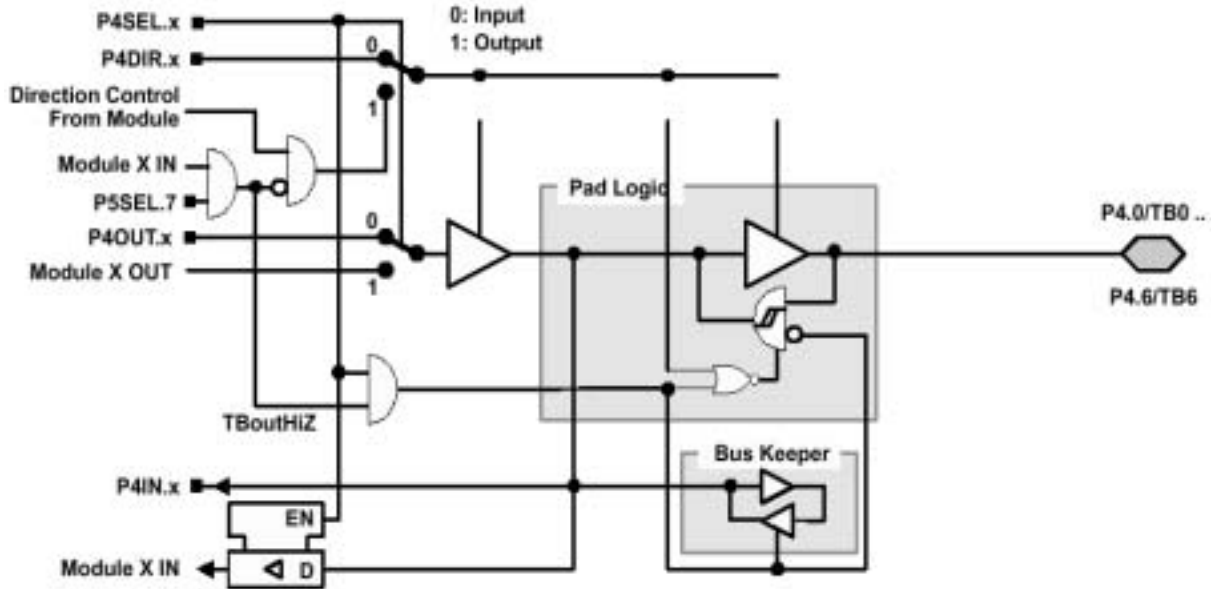 P4SEL.x
0: Input
1: Output
P4DIR.x
0
Direction Control
From Module
1
Module X IN
P5SEL.7
Pad Logic
P4OUT.x
0
P4.0/TB0 ..
Module X OUT
1
P4.6/TB6
TBoutHiZ
Bus Keeper
P4IN.x
EN
Module X IN
D